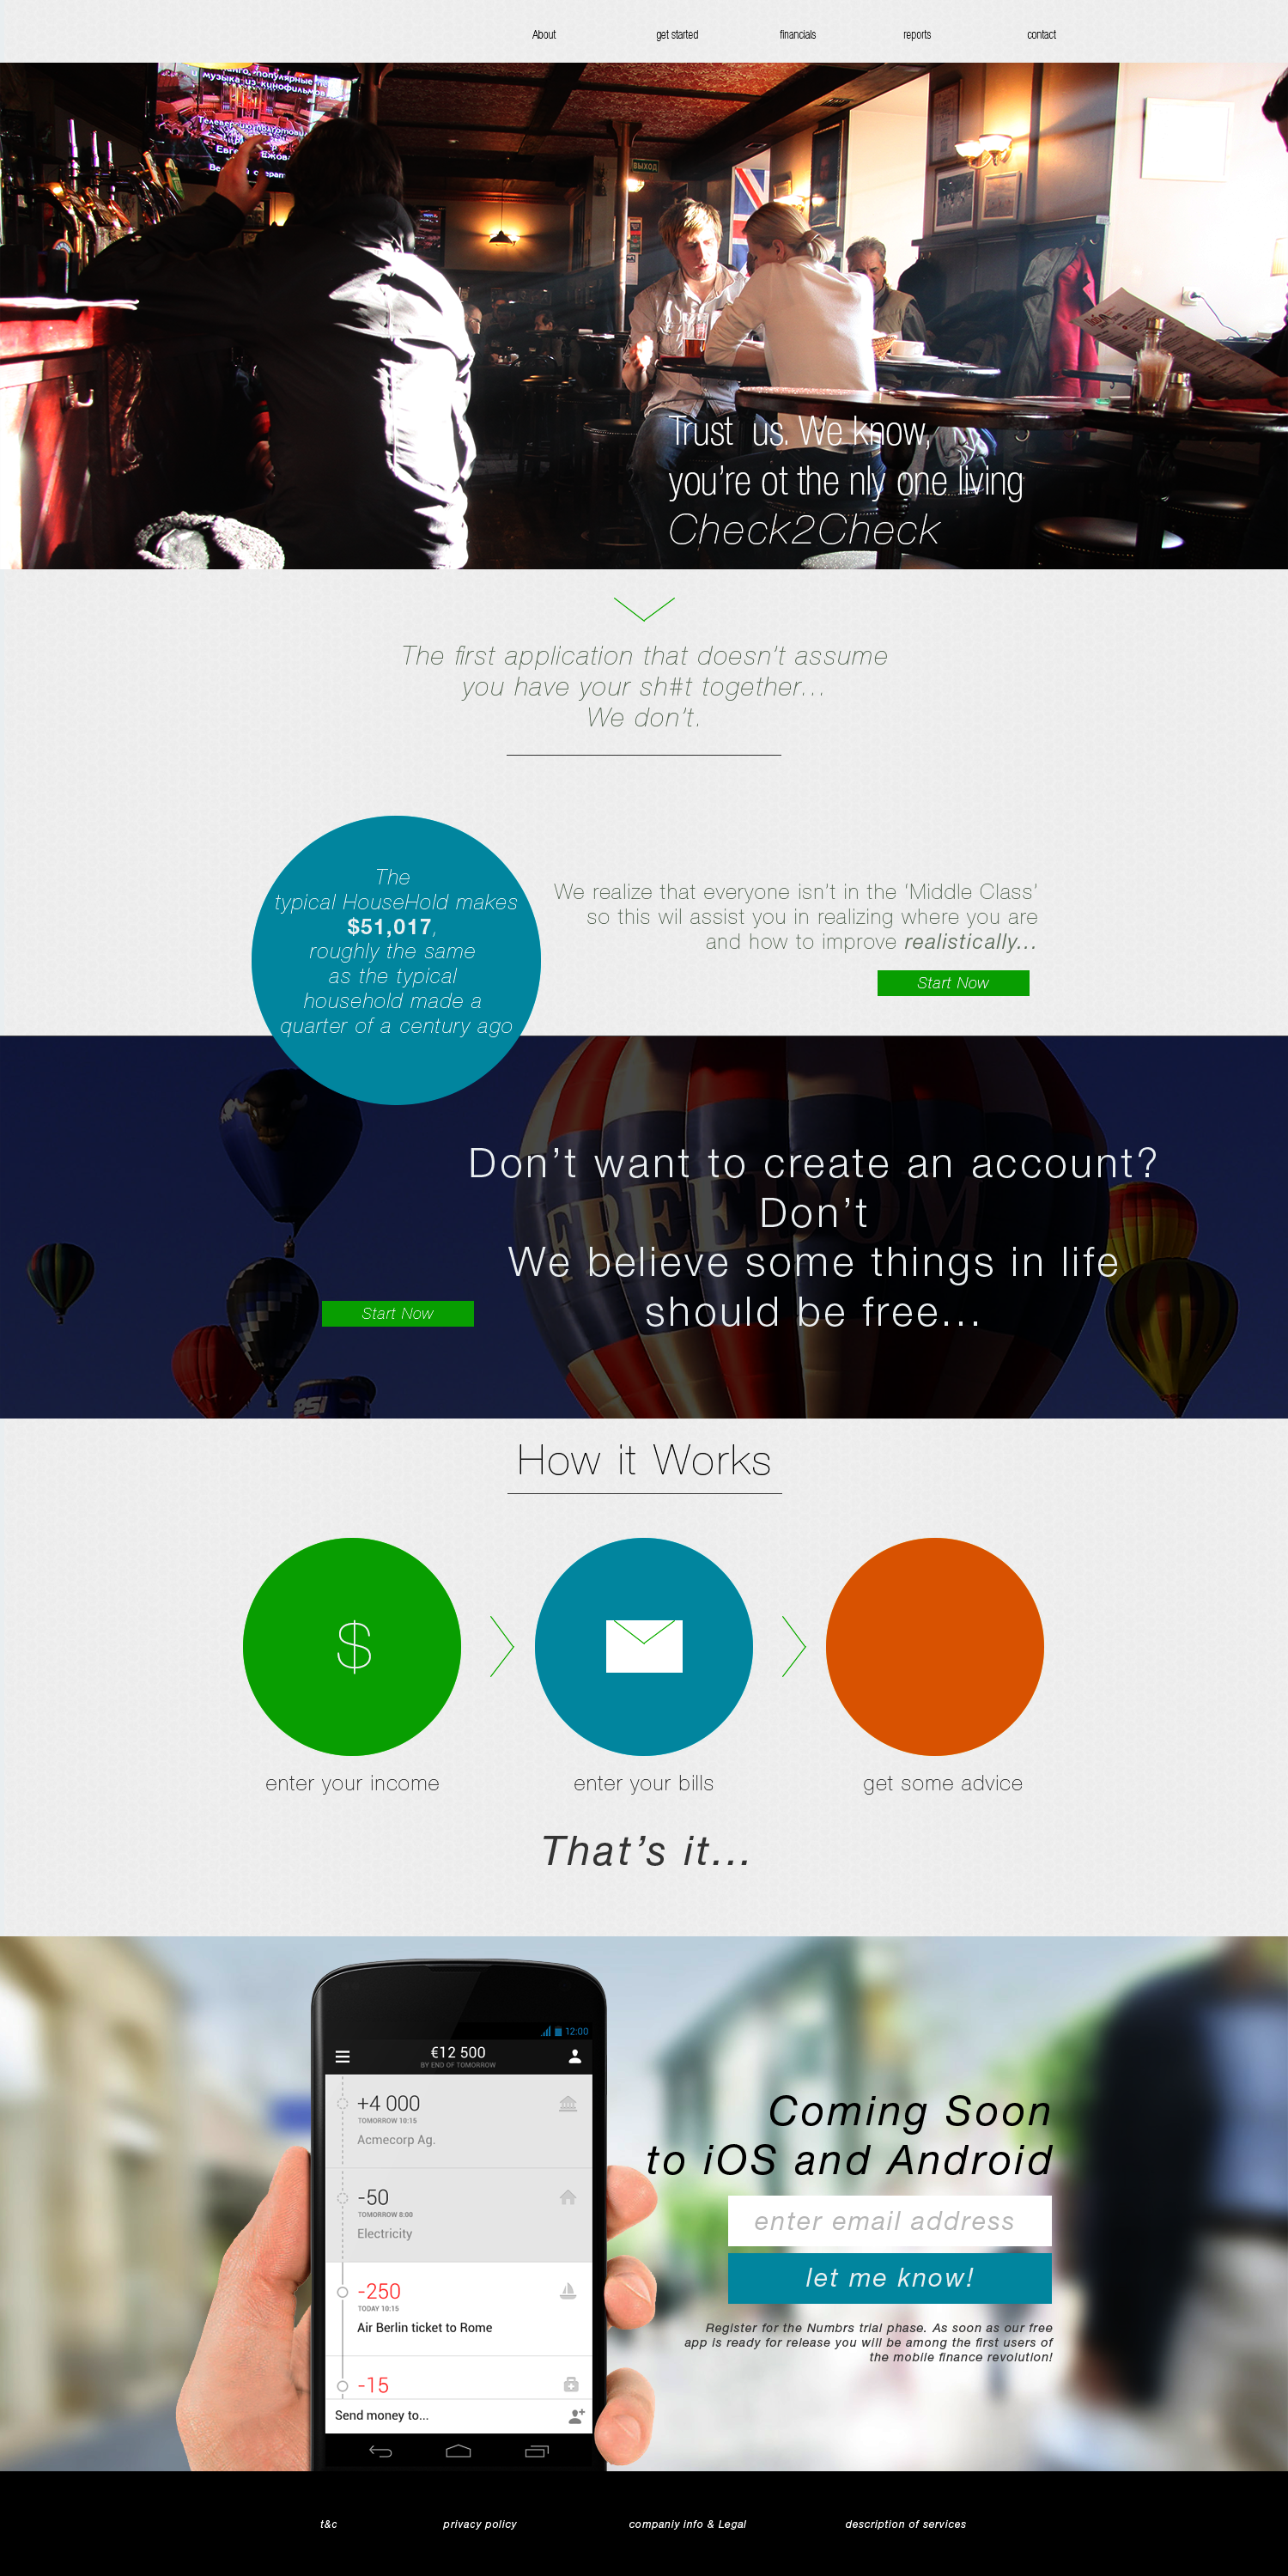 About
get started
financials
reports
contact
ВЫХОД
Trust us. We know,
you're ot the nly one living
Check2Check
The first application that doesn't assume
you have your sh#t together...
We don't.
The
typical HouseHold makes
$51,017,
roughly the same
as the typical
household made a
quarter of a century ago
We realize that everyone isn't in the 'Middle Class'
so this wil assist you in realizing where you are
and how to improve realistically...
Start Now
FREEDOM
Don't want to create an account?
Don't
We believe some things in life
should be free...
Start Now
PSI
How it Works
$
enter your income
enter your bills
get some advice
That's it...
12:00
€12 500
BY END OF TOMORROW
+4 000
TOMORROW 10:15
Acmecorp Ag.
-50
TOMORROW 8:00
Electricity
-250
TODAY 10:15
Air Berlin ticket to Rome
-15
Send money to...
Coming Soon
to iOS and Android
enter email address
let me know!
Register for the Numbrs trial phase. As soon as our free
app is ready for release you will be among the first users of
the mobile finance revolution!
t&c
privacy policy
companiy info & Legal
description of services